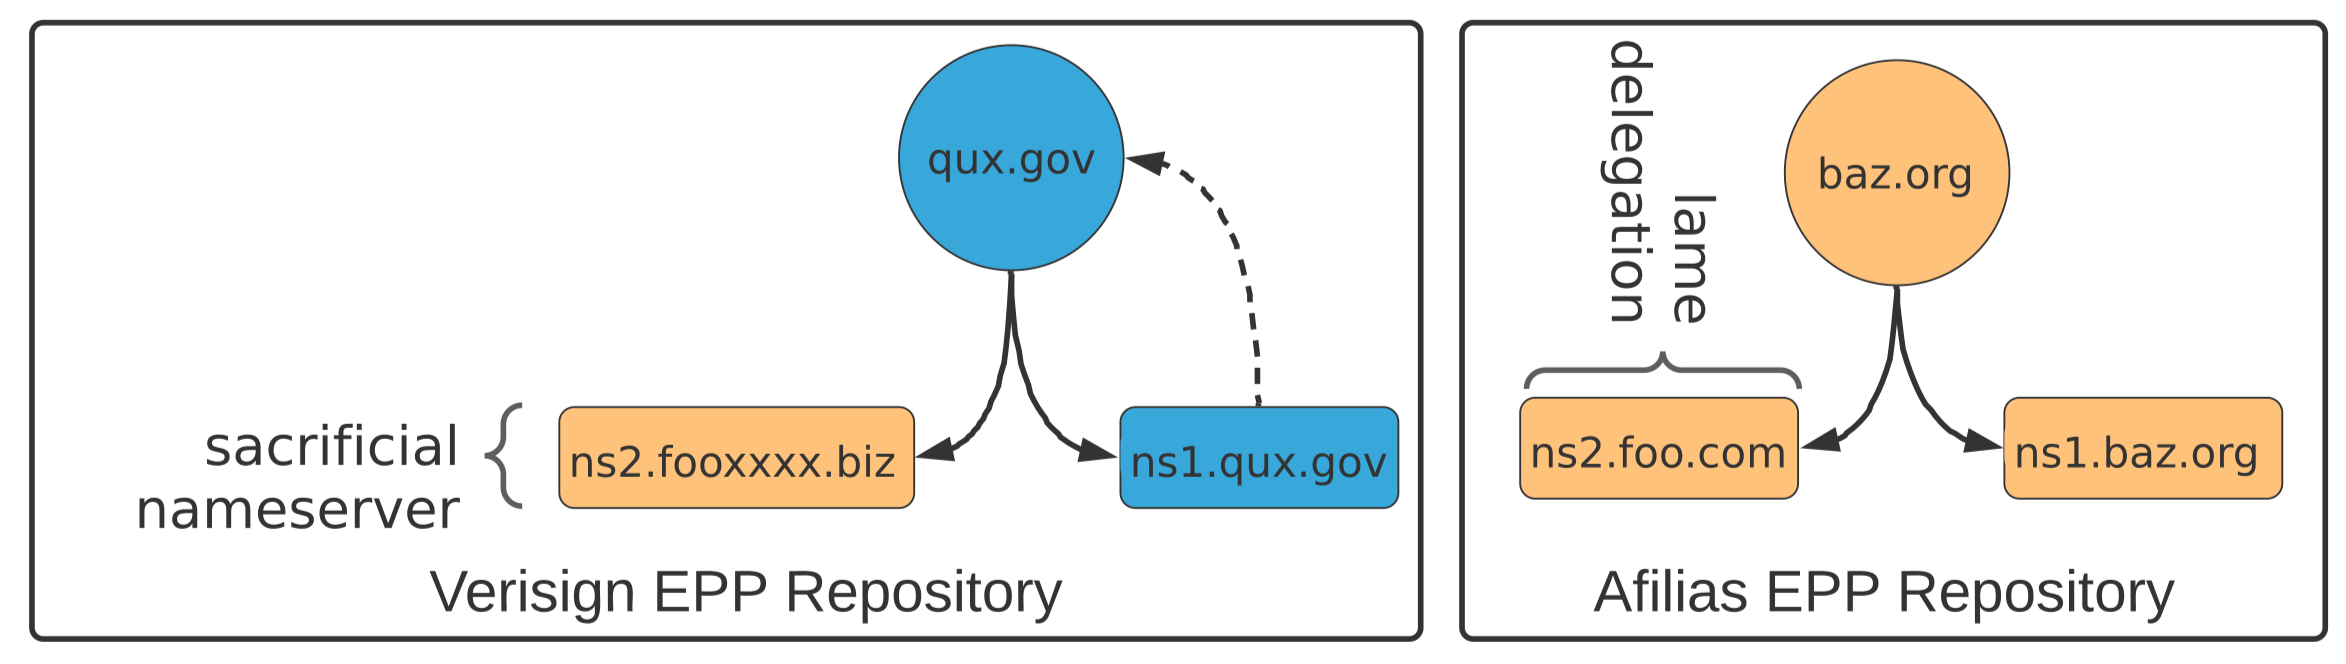 qux.gov
sacrificial
nameserver
ns2.fooxxxx.biz
ns1.qux.gov
Verisign EPP Repository
lame
delegation
baz.org
ns2.foo.com
ns1.baz.org
Afilias EPP Repository